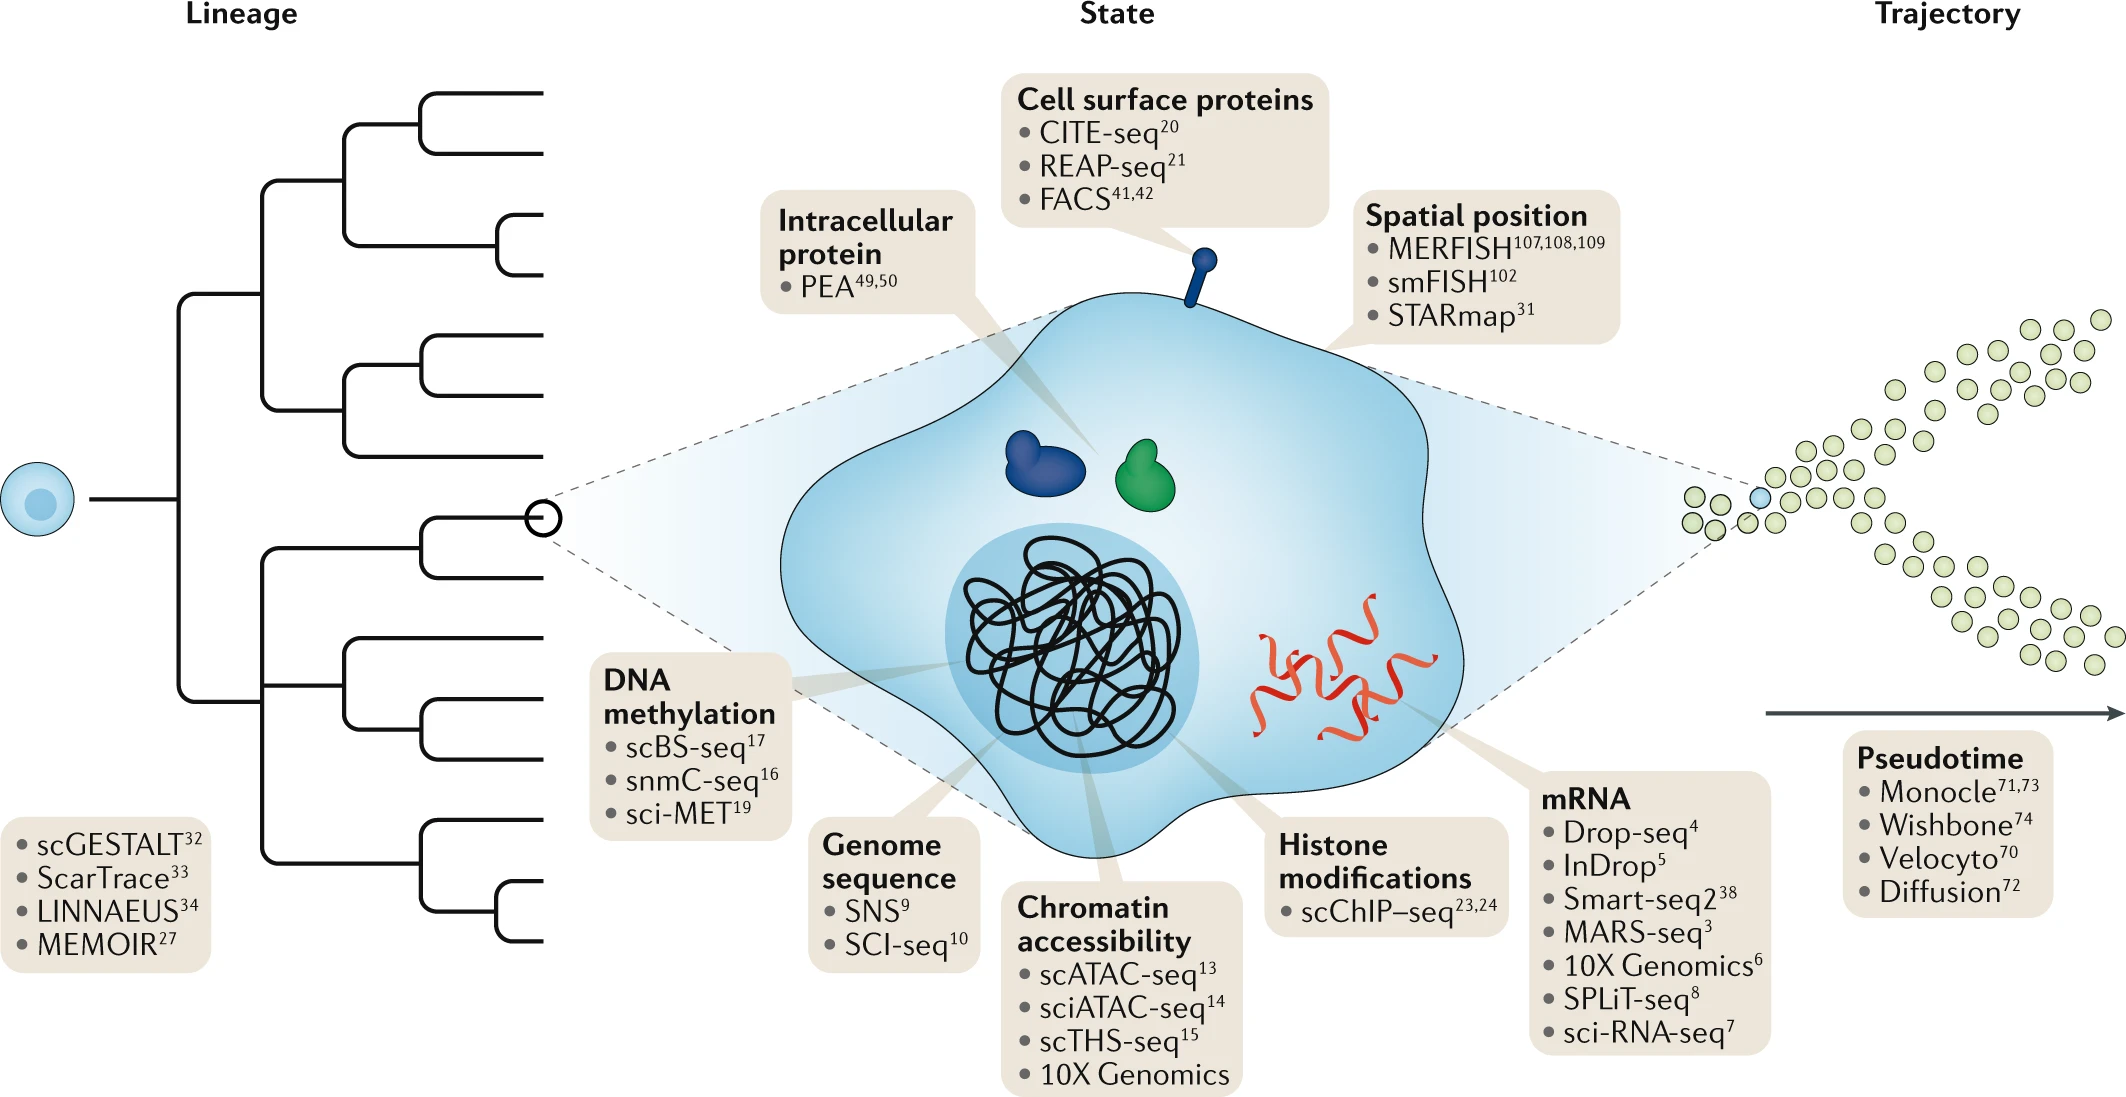 Lineage
State
Trajectory
Cell surface proteins
• CITE-seq20
• REAP-seq21
• FACS41,42
Intracellular
protein
• PEA49,50
Spatial position
• MERFISH107,108,109
• smFISH102
• STARmap31
DNA
methylation
• scBS-seq17
• snmC-seq16
• sci-MET19
Genome
sequence
• SNS9
• SCI-seq10
Chromatin
accessibility
• scATAC-seq13
• sciATAC-seq14
• scTHS-seq15
• 10X Genomics
Histone
modifications
• scChIP–seq23,24
mRNA
• Drop-seq4
• InDrop5
• Smart-seq238
• MARS-seq3
• 10X Genomics6
• SPLiT-seq8
• sci-RNA-seq7
Pseudotime
• Monocle71,73
• Wishbone74
• Velocyto70
• Diffusion72
• scGESTALT32
• ScarTrace33
• LINNAEUS34
• MEMOIR27